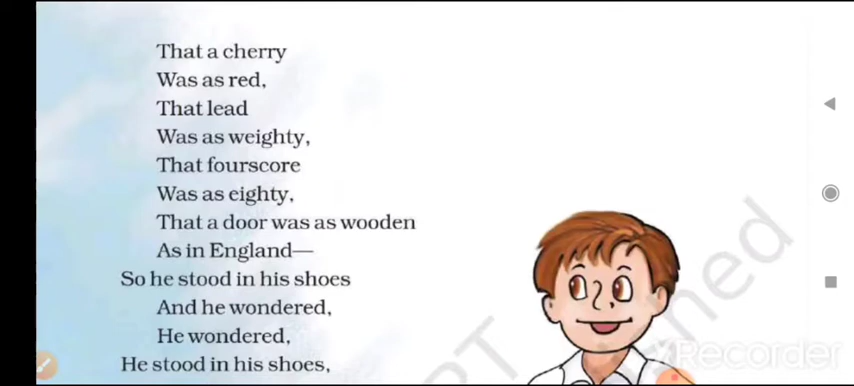 That a cherry
Was as red,
That lead
Was as weighty,
That fourscore
Was as eighty,
That a door was as wooden
As in England—
So he stood in his shoes
And he wondered,
He wondered,
He stood in his shoes,
Recorder